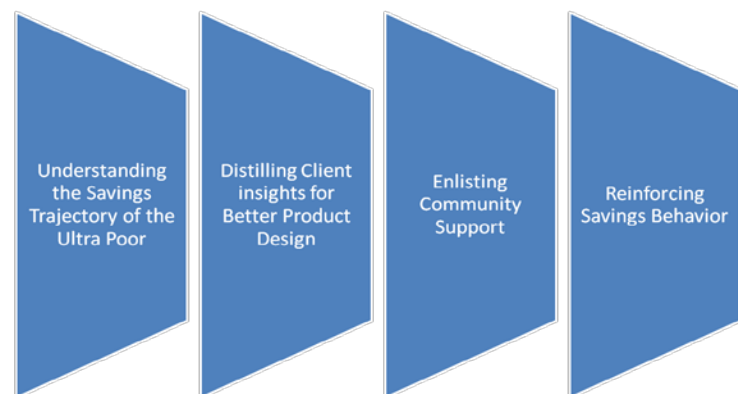 Understanding
the Savings
Trajectory of the
Ultra Poor
Distilling Client
insights for
Better Product
Design
Enlisting
Community
Support
Reinforcing
Savings Behavior